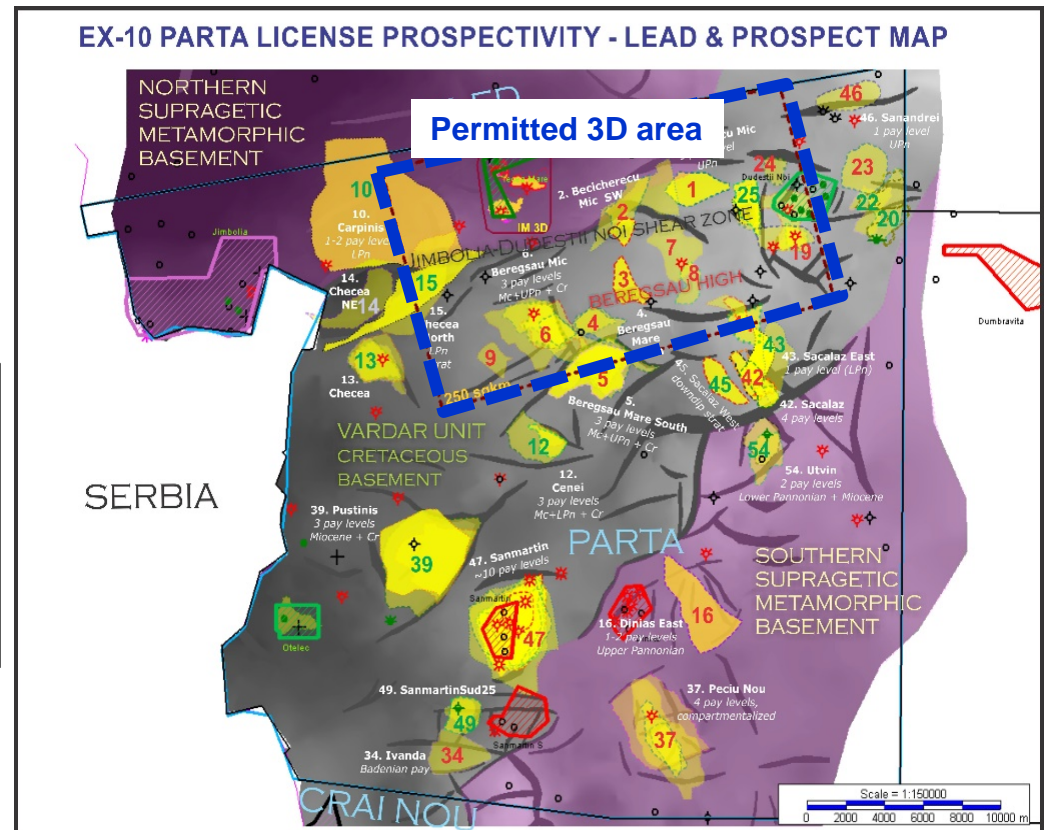 EX-10 PARTA LICENSE PROSPECTIVITY - LEAD & PROSPECT MAP
NORTHERN
SUPRAGETIC
METAMORPHIC
BASEMENT
Permitted 3D area
46
46. Sanandrei
1 pay level
UPn
Mic
UPn
24
Dudestii Noi
23
22
20
25
19
1
2. Becicherecu
Mic SW
2
IM 3D
10
10.
Carpinis
1-2 pay level
LPn
Jimbolia
JIMBOLIA-DUDESTII NOI SHEAR ZONE
7
8
3
BEREGSAU HIGH
6.
Beregsau Mic
3 pay levels
Mc+UPn + Cr
14.
Checea
NE
14
15
15.
North
LPn
6
4
4.
Beregsau
Mare
Dumbravita
13
13.
Checea
9
250 sqkm
5
5.
Beregsau Mare South
3 pay levels
Mc+UPn + Cr
43
43. Sacalaz East
1 pay level (LPn)
45
42
45. Sacalaz West
downdip strat
42. Sacalaz
4 pay levels
VARDAR UNIT
CRETACEOUS
BASEMENT
12
12.
Cenei
3 pay levels
Mc+LPn + Cr
54
54. Utvin
2 pay levels
Lower Pannonian + Miocene
SERBIA
39. Pustinis
3 pay levels
Miocene + Cr
39
PARTA
47. Sanmartin
~10 pay levels
Sanmartin
47
SOUTHERN
SUPRAGETIC
METAMORPHIC
BASEMENT
16
16. Dinias East
1-2 pay levels
Upper Pannonian
Otelec
49. SanmartinSud25
49
Sanmartin S
37. Peciu Nou
4 pay levels,
compartmentalized
37
34. Ivanda
Badenian pay
34
CRAI NOU
Scale = 1:150000
0 2000 4000 6000 8000 10000 m